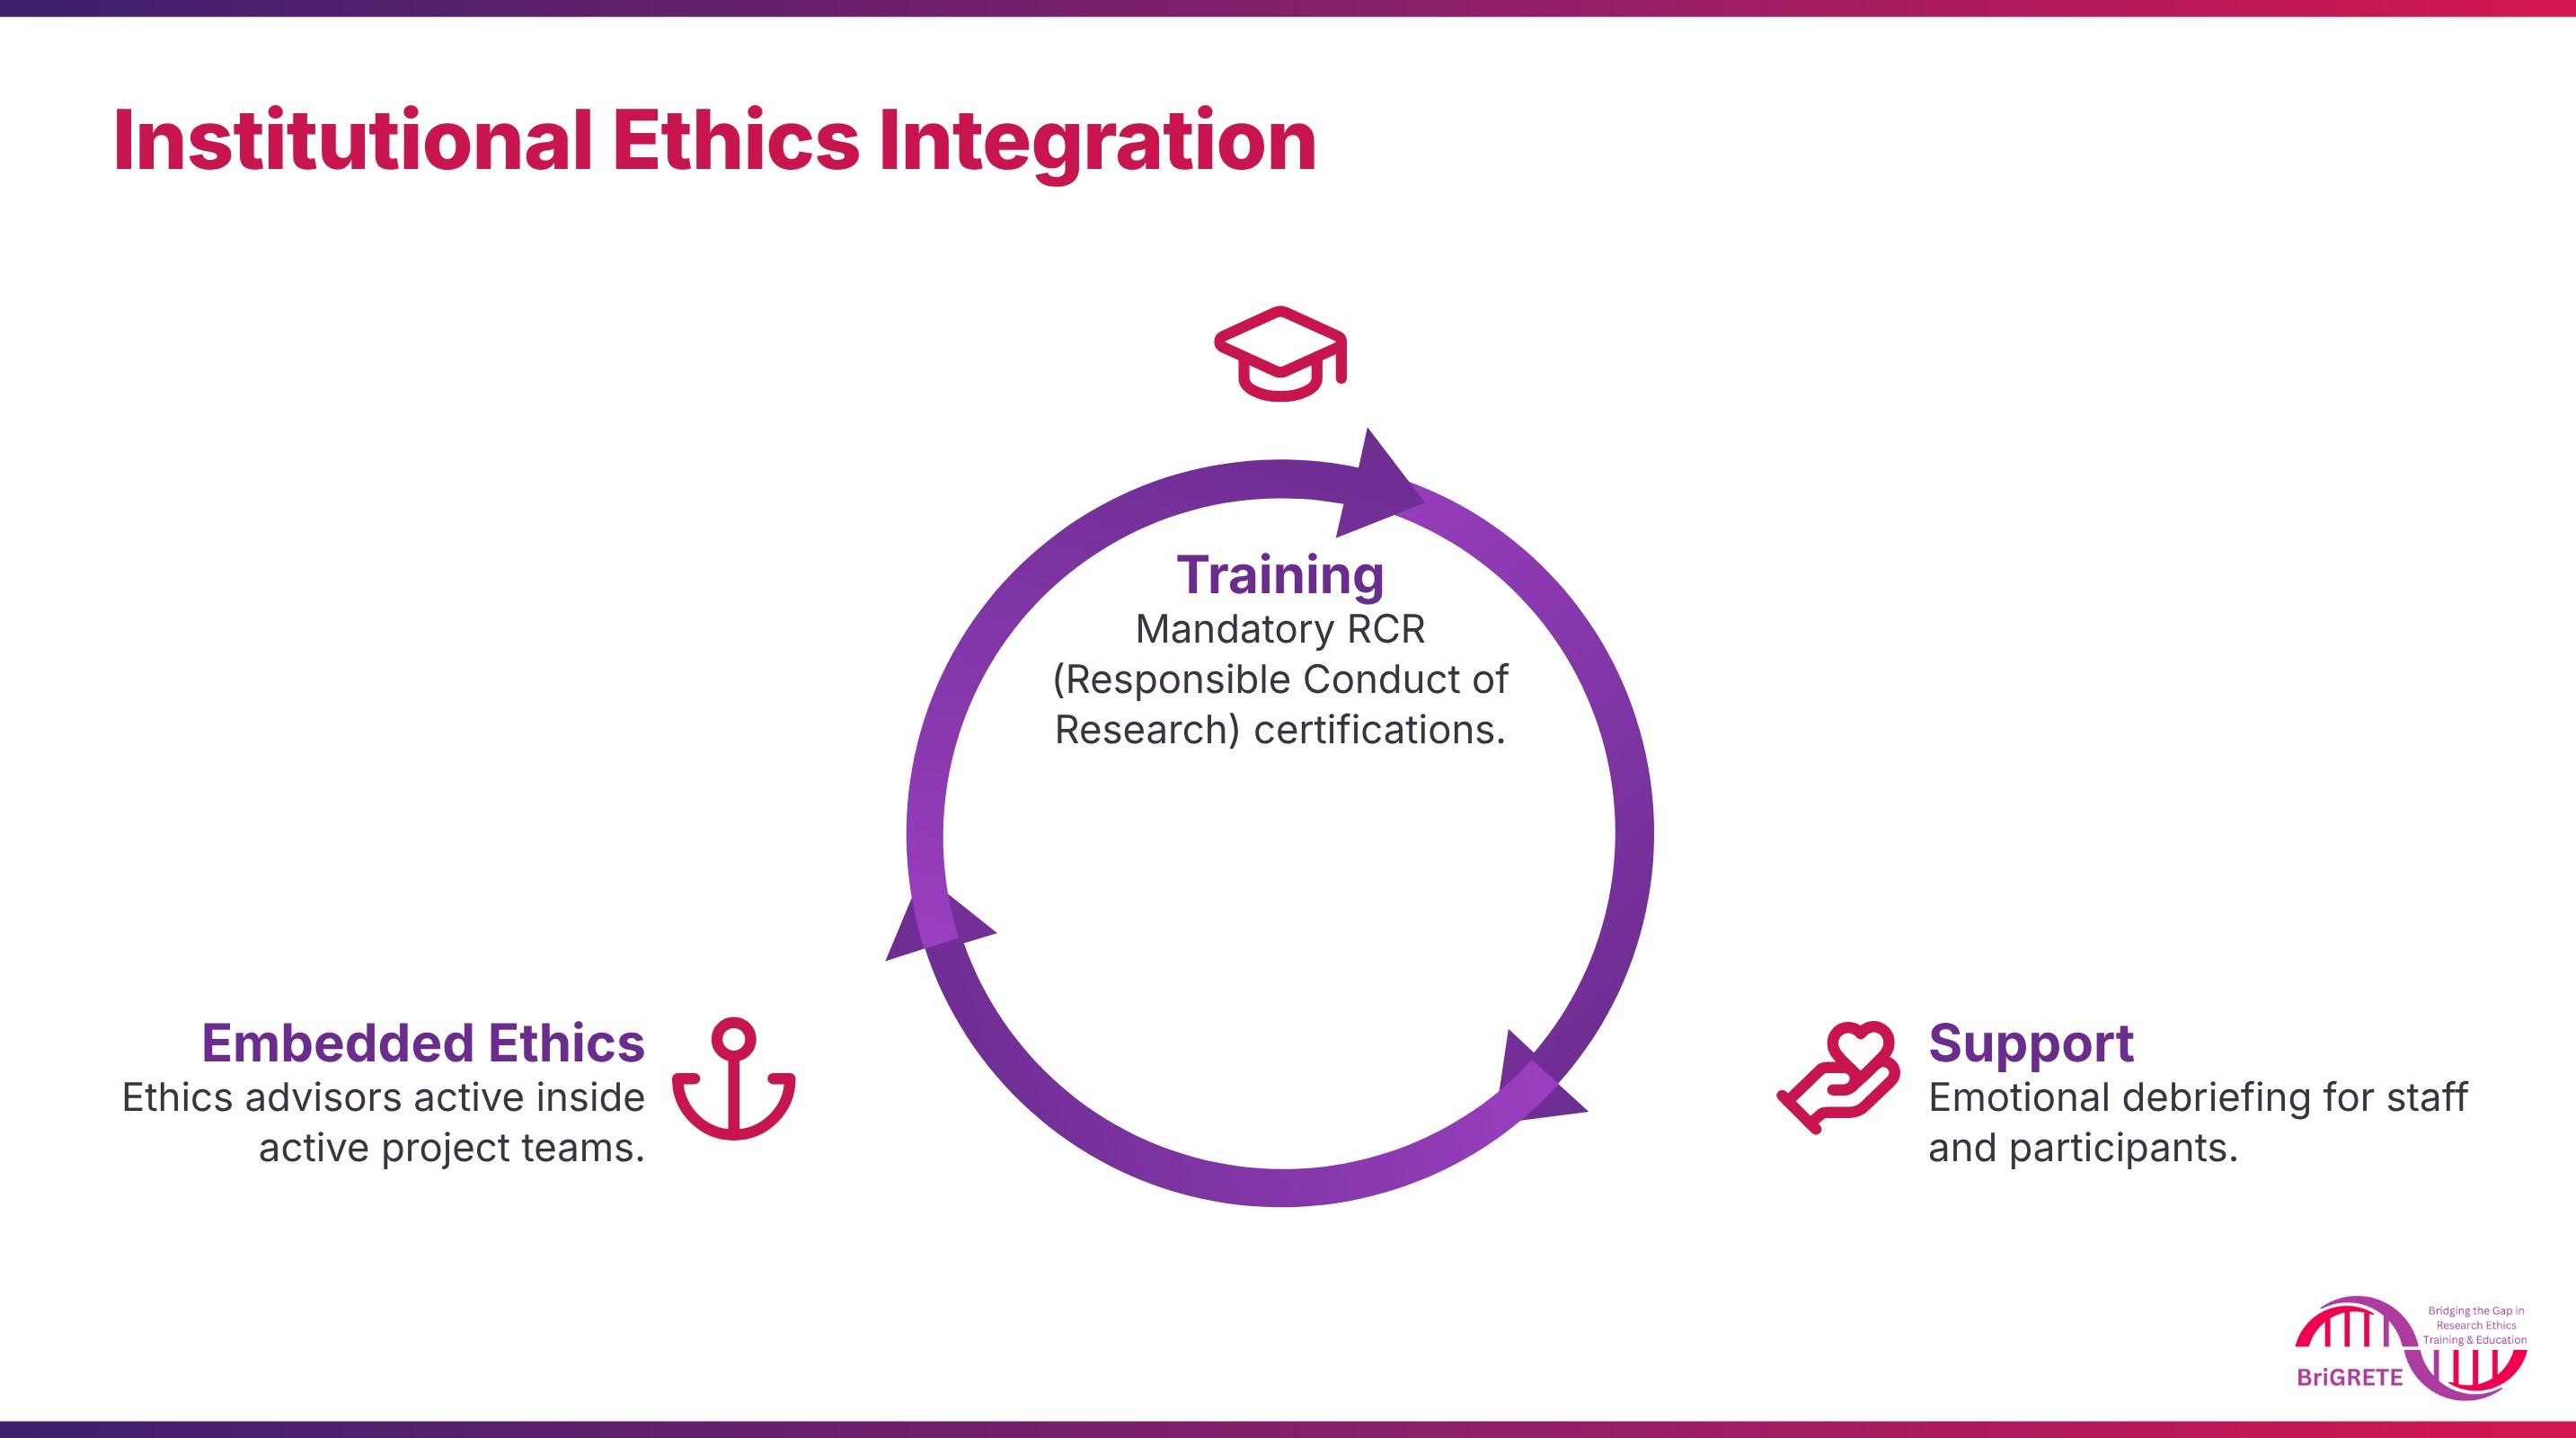 Institutional Ethics Integration
Training
Mandatory RCR
(Responsible Conduct of
Research) certifications.
Embedded Ethics
Ethics advisors active inside
active project teams.
Support
Emotional debriefing for staff
and participants.
Bridging the Gap in
Research Ethics
Training & Education
BriGRETE